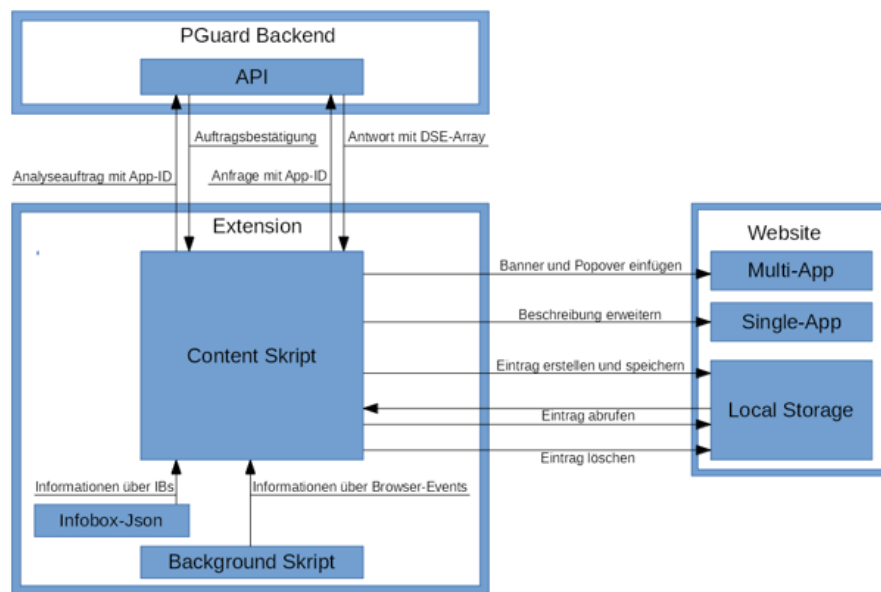 PGuard Backend
API
Auftragsbestätigung
Antwort mit DSE-Array
Analyseauftrag mit App-ID
Anfrage mit App-ID
Extension
Website
Content Skript
Banner und Popover einfügen
Multi-App
Beschreibung erweitern
Single-App
Eintrag erstellen und speichern
Local Storage
Eintrag abrufen
Eintrag löschen
Informationen über IBs
Informationen über Browser-Events
Infobox-Json
Background Skript